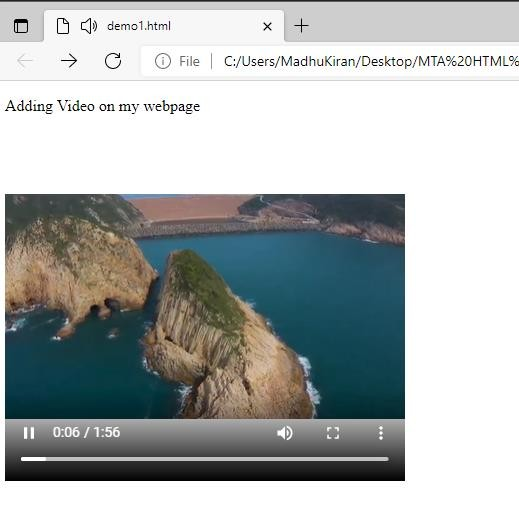 demo1.html
File | C:/Users/MadhuKiran/Desktop/MTA%20HTML%
Adding Video on my webpage
0:06 / 1:56